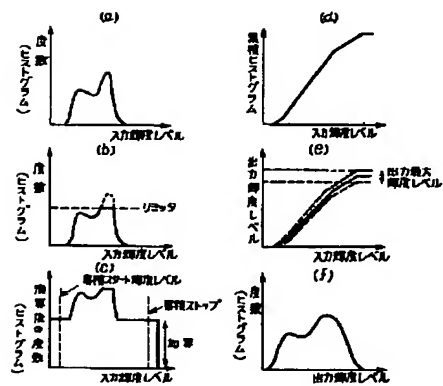 (a)
度数
(ヒストグラム)
入力輝度レベル
(b)
度数
(ヒストグラム)
リミッタ
入力輝度レベル
(c)
累積スタート輝度レベル
加算後の度数
(ヒストグラム)
累積ストップ
加算
入力輝度レベル
(d)
累積ヒストグラム
入力輝度レベル
(e)
出力輝度レベル
出力最大
輝度レベル
入力輝度レベル
(f)
度数
(ヒストグラム)
出力輝度レベル